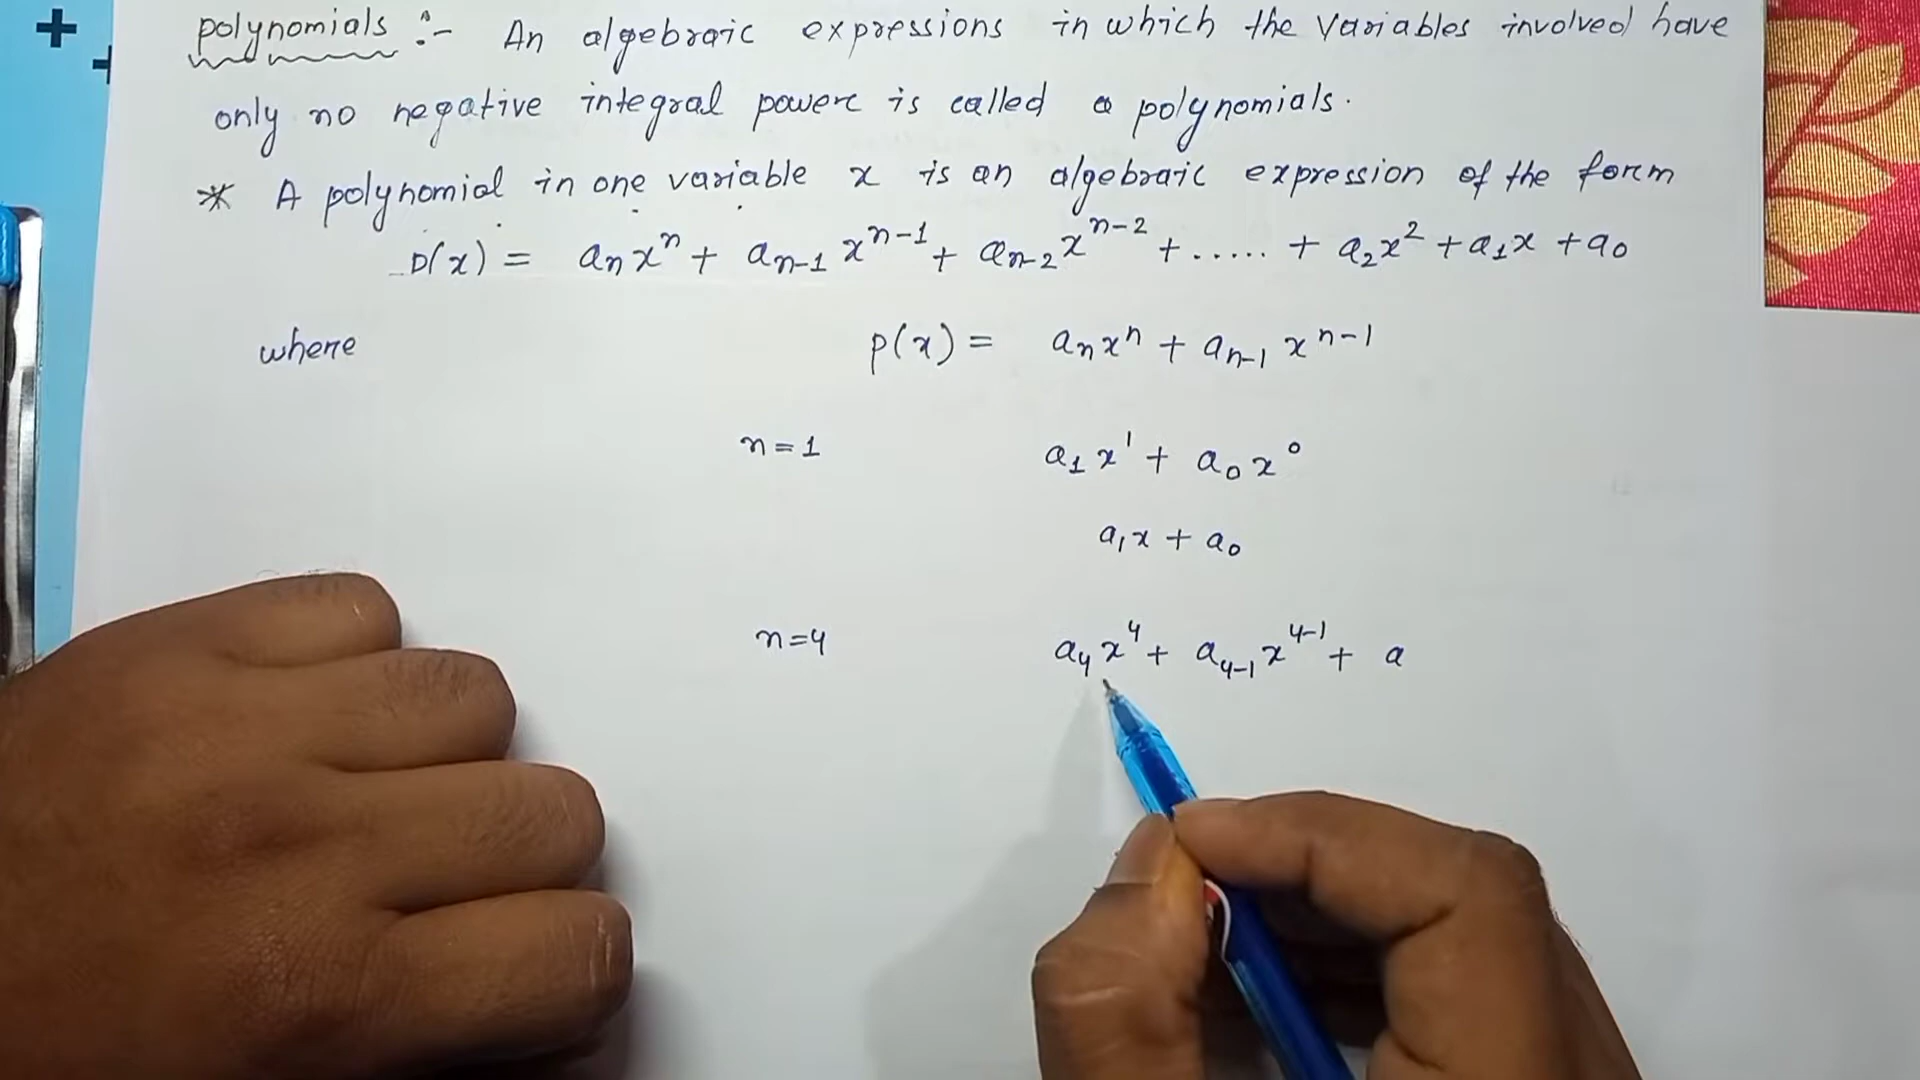 polynomials :- An algebraic expressions in which the variables involved have
only no negative integral power is called a polynomials.
* A polynomial in one variable x is an algebraic expression of the form
p(x) = aₙxⁿ + aₙ₋₁ xⁿ⁻¹ + aₙ₋₂ xⁿ⁻² + ..... + a₂x² + a₁x + a₀
where p(x) = aₙxⁿ + aₙ₋₁ xⁿ⁻¹
n = 1 a₁x¹ + a₀x⁰
a₁x + a₀
n=4 a₄x⁴ + a₄₋₁x⁴⁻¹ + a